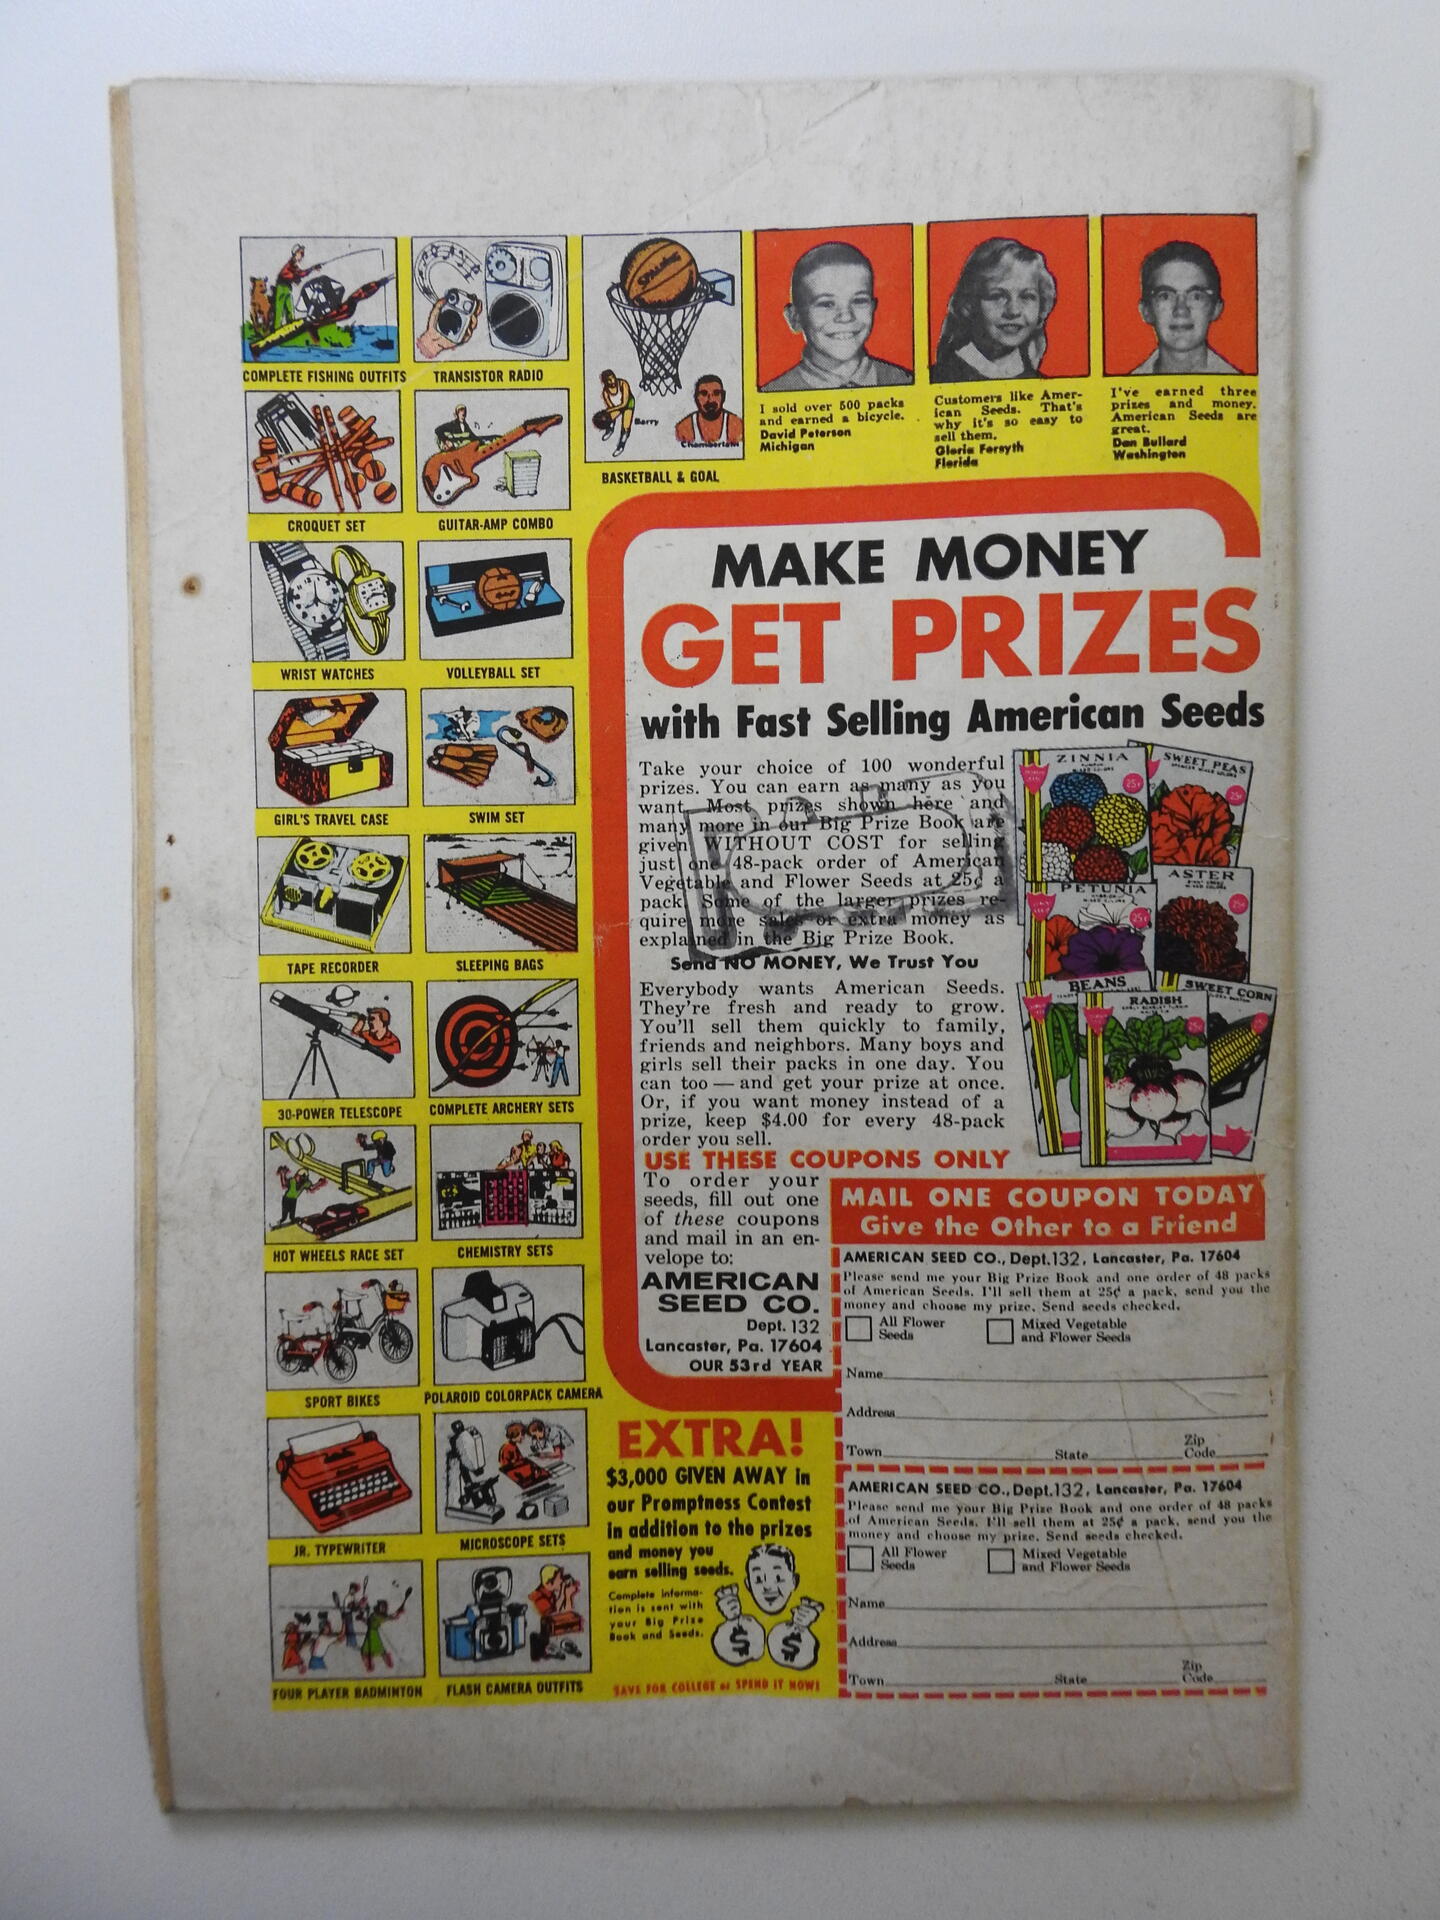 COMPLETE FISHING OUTFITS
TRANSISTOR RADIO
SPALDING
Barry
Chamberlain
BASKETBALL & GOAL
CROQUET SET
GUITAR-AMP COMBO
WRIST WATCHES
VOLLEYBALL SET
GIRL'S TRAVEL CASE
SWIM SET
TAPE RECORDER
SLEEPING BAGS
30-POWER TELESCOPE
COMPLETE ARCHERY SETS
HOT WHEELS RACE SET
CHEMISTRY SETS
SPORT BIKES
POLAROID COLORPACK CAMERA
JR. TYPEWRITER
MICROSCOPE SETS
FOUR PLAYER BADMINTON
FLASH CAMERA OUTFITS
I sold over 500 packs
and earned a bicycle.
David Peterson
Michigan
Customers like Amer-
ican Seeds. That's
why it's so easy to
sell them.
Gloria Forsyth
Florida
I've earned three
prizes and money.
American Seeds are
great.
Dan Bullard
Washington
MAKE MONEY
GET PRIZES
with Fast Selling American Seeds
Take your choice of 100 wonderful
prizes. You can earn as many as you
want. Most prizes shown here and
many more in our Big Prize Book are
given WITHOUT COST for selling
just one 48-pack order of American
Vegetable and Flower Seeds at 25¢ a
pack. Some of the larger prizes re-
quire more sales or extra money as
explained in the Big Prize Book.
Send NO MONEY, We Trust You
Everybody wants American Seeds.
They're fresh and ready to grow.
You'll sell them quickly to family,
friends and neighbors. Many boys and
girls sell their packs in one day. You
can too — and get your prize at once.
Or, if you want money instead of a
prize, keep $4.00 for every 48-pack
order you sell.
ZINNIA
25¢
SWEET PEAS
25¢
PETUNIA
25¢
ASTER
25¢
BEANS
RADISH
25¢
SWEET CORN
25¢
USE THESE COUPONS ONLY
To order your
seeds, fill out one
of these coupons
and mail in an en-
velope to:
AMERICAN
SEED CO.
Dept. 132
Lancaster, Pa. 17604
OUR 53rd YEAR
MAIL ONE COUPON TODAY
Give the Other to a Friend
AMERICAN SEED CO., Dept. 132, Lancaster, Pa. 17604
Please send me your Big Prize Book and one order of 48 packs
of American Seeds. I'll sell them at 25¢ a pack, send you the
money and choose my prize. Send seeds checked.
All Flower Seeds
Mixed Vegetable and Flower Seeds
Name
Address
Town State Zip Code
AMERICAN SEED CO., Dept. 132, Lancaster, Pa. 17604
Please send me your Big Prize Book and one order of 48 packs
of American Seeds. I'll sell them at 25¢ a pack, send you the
money and choose my prize. Send seeds checked.
All Flower Seeds
Mixed Vegetable and Flower Seeds
Name
Address
Town State Zip Code
EXTRA!
$3,000 GIVEN AWAY in
our Promptness Contest
in addition to the prizes
and money you
earn selling seeds.
Complete informa-
tion is sent with
your Big Prize
Book and Seeds.
$ $
SAVE FOR COLLEGE or SPEND IT NOW!